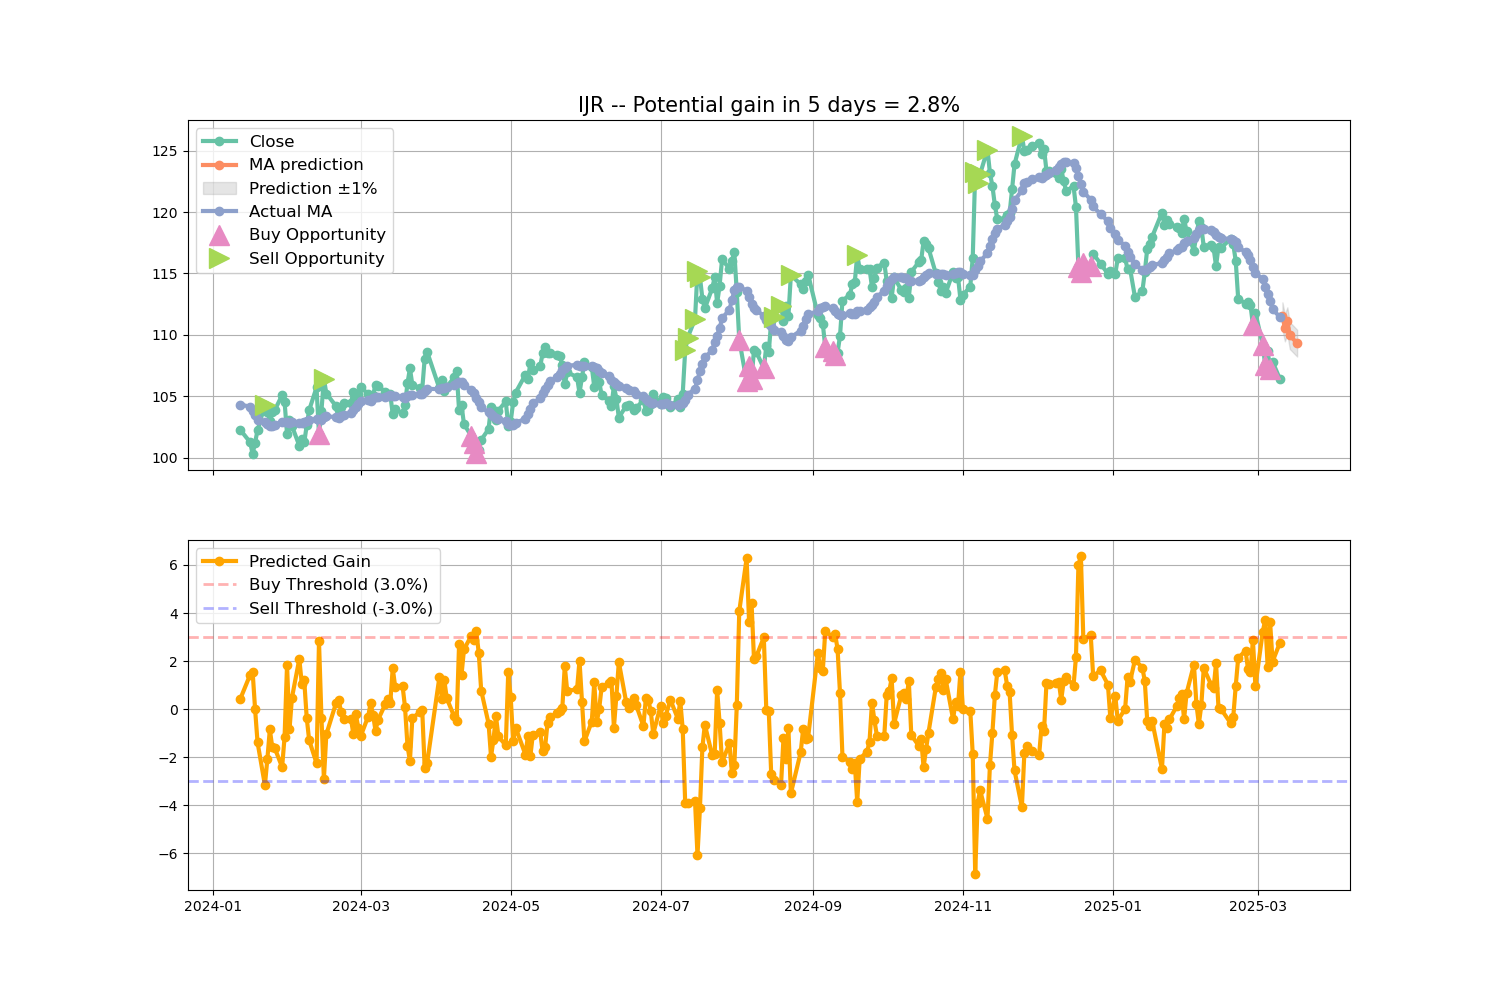 IJR -- Potential gain in 5 days = 2.8%
Close
MA prediction
Prediction ±1%
Actual MA
Buy Opportunity
Sell Opportunity
125
120
115
110
105
100
Predicted Gain
Buy Threshold (3.0%)
Sell Threshold (-3.0%)
6
4
2
0
−2
−4
−6
2024-01 2024-03 2024-05 2024-07 2024-09 2024-11 2025-01 2025-03